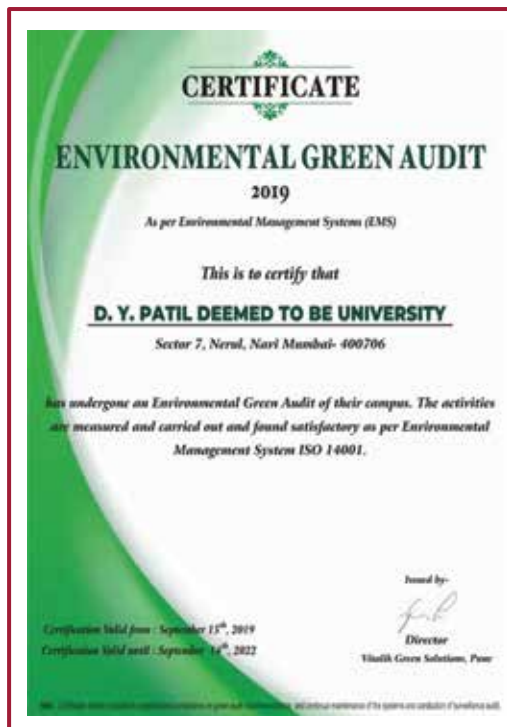 CERTIFICATE
ENVIRONMENTAL GREEN AUDIT
2019
As per Environmental Management Systems (EMS)
This is to certify that
D. Y. PATIL DEEMED TO BE UNIVERSITY
Sector 7, Nerul, Navi Mumbai- 400706
has undergone an Environmental Green Audit of their campus. The activities
are measured and carried out and found satisfactory as per Environmental
Management System ISO 14001.
Issued by-
Director
Green Solutions, Pune
Certification Valid from : September 15th, 2019
Certification Valid until : September 14th, 2022